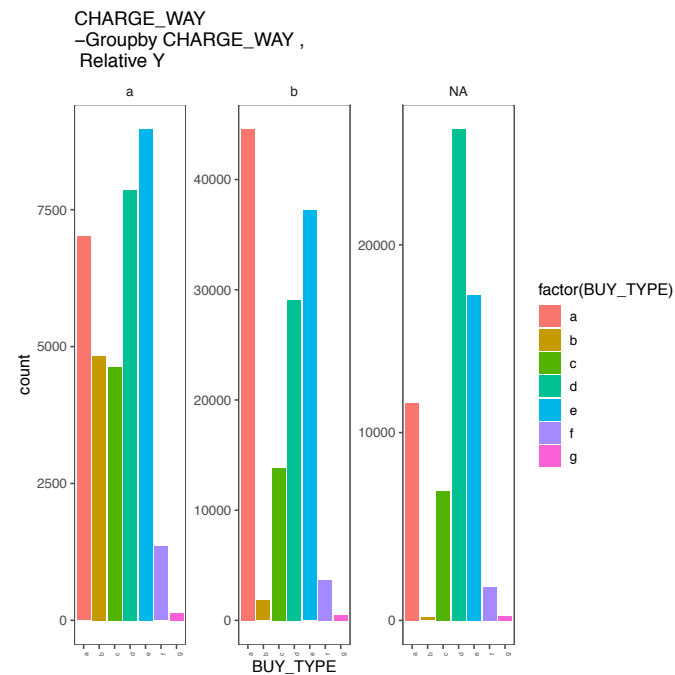 CHARGE_WAY
−Groupby CHARGE_WAY ,
Relative Y
a
b
NA
7500
5000
2500
0
40000
30000
20000
10000
0
20000
10000
0
count
a b c d e f g
a b c d e f g
a b c d e f g
BUY_TYPE
factor(BUY_TYPE)
a
b
c
d
e
f
g